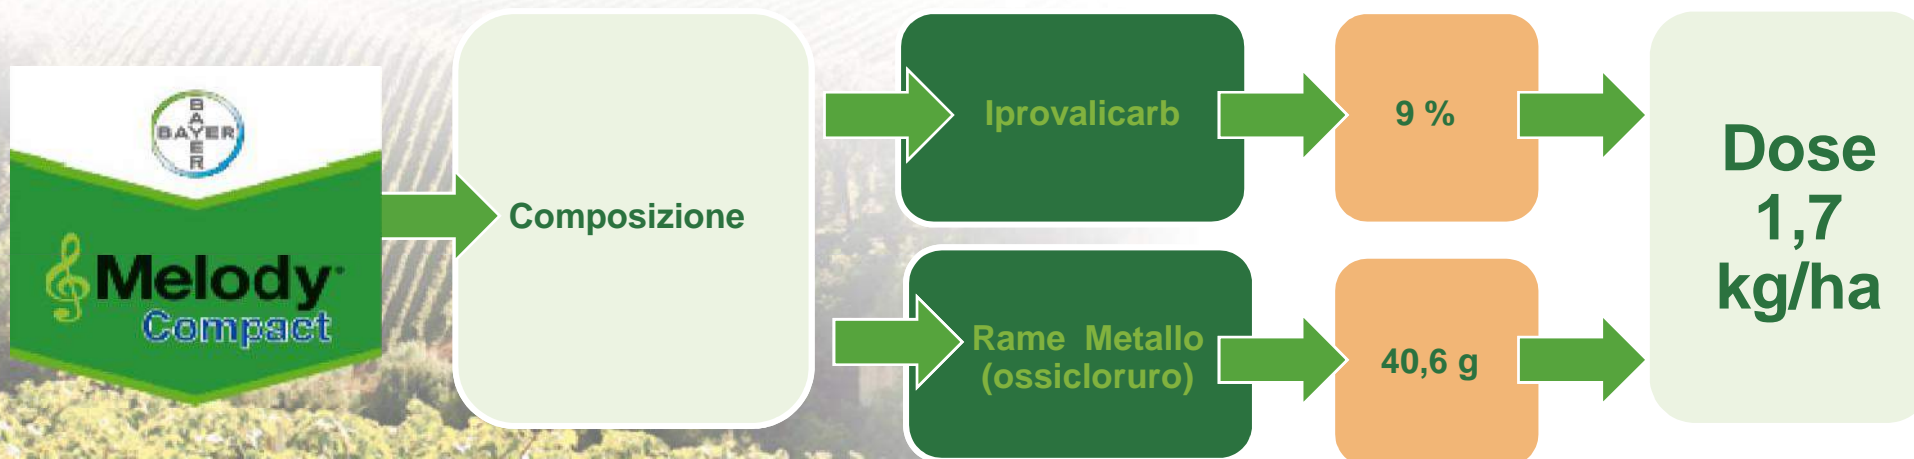 BAYER
BAYER
Melody
Compact
Composizione
Iprovalicarb
9 %
Rame Metallo
(ossicloruro)
40,6 g
Dose
1,7
kg/ha